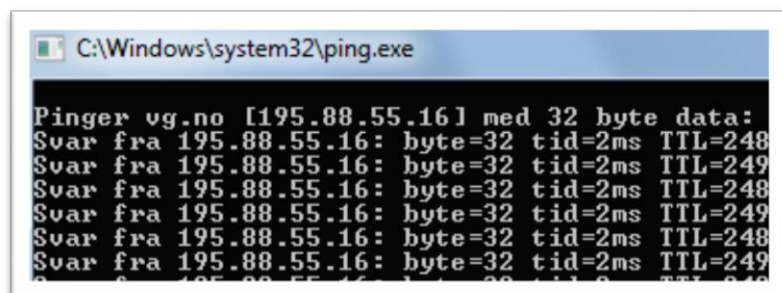 C:\Windows\system32\ping.exe
Pinger vg.no [195.88.55.16] med 32 byte data:
Svar fra 195.88.55.16: byte=32 tid=2ms TTL=248
Svar fra 195.88.55.16: byte=32 tid=2ms TTL=249
Svar fra 195.88.55.16: byte=32 tid=2ms TTL=248
Svar fra 195.88.55.16: byte=32 tid=2ms TTL=249
Svar fra 195.88.55.16: byte=32 tid=2ms TTL=248
Svar fra 195.88.55.16: byte=32 tid=2ms TTL=249